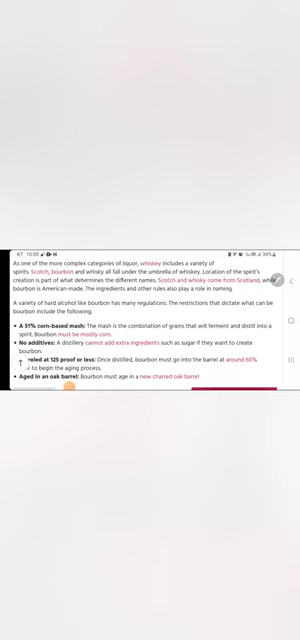 KT 10:00
34%
As one of the more complex categories of liquor, whiskey includes a variety of
spirits. Scotch, bourbon and whisky all fall under the umbrella of whiskey. Location of the spirit's
creation is part of what determines the different names. Scotch and whisky come from Scotland, while
bourbon is American-made. The ingredients and other rules also play a role in naming.
A variety of hard alcohol like bourbon has many regulations. The restrictions that dictate what can be
bourbon include the following.
• A 51% corn-based mash: The mash is the combination of grains that will ferment and distill into a
spirit. Bourbon must be mostly corn.
• No additives: A distillery cannot add extra ingredients such as sugar if they want to create
bourbon.
reled at 125 proof or less: Once distilled, bourbon must go into the barrel at around 60%
to begin the aging process.
• Aged in an oak barrel: Bourbon must age in a new charred oak barrel